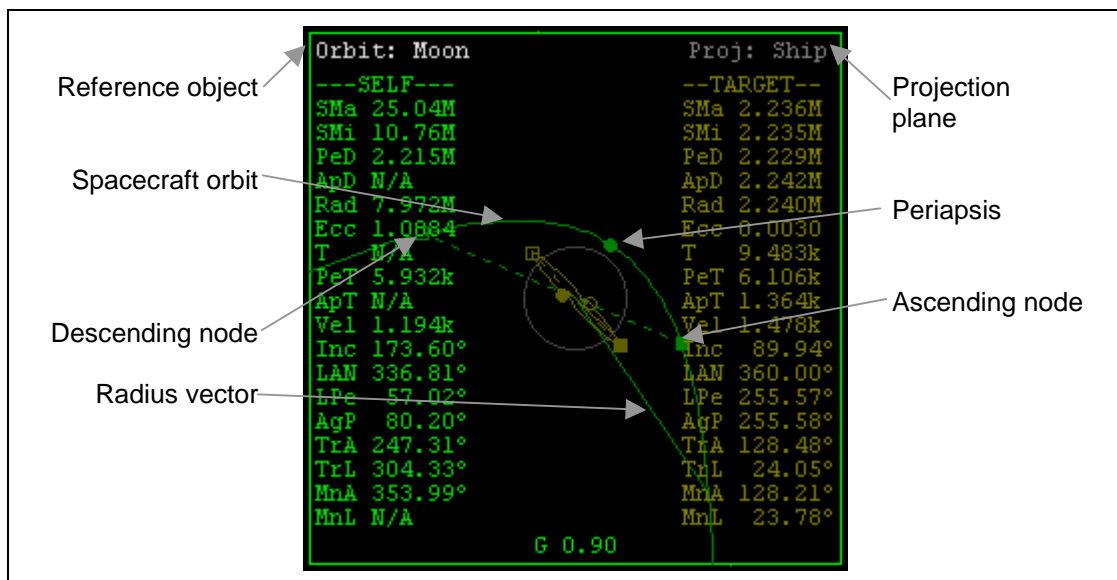 Orbit: Moon
Proj: Ship
---SELF---
SMa 25.04M
SMi 10.76M
PeD 2.215M
ApD N/A
Rad 7.972M
Ecc 1.0884
T N/A
PeT 5.932k
ApT N/A
Vel 1.194k
Inc 173.60°
LAN 336.81°
LPe 57.02°
AgP 80.20°
TrA 247.31°
TrL 304.33°
MnA 353.99°
MnL N/A
--TARGET--
SMa 2.236M
SMi 2.235M
PeD 2.229M
ApD 2.242M
Rad 2.240M
Ecc 0.0030
T 9.483k
PeT 6.106k
ApT 1.364k
Vel 1.478k
Inc 89.94°
LAN 360.00°
LPe 255.57°
AgP 255.58°
TrA 128.48°
TrL 24.05°
MnA 128.21°
MnL 23.78°
G 0.90
Reference object
Spacecraft orbit
Descending node
Radius vector
Projection
plane
Periapsis
Ascending node